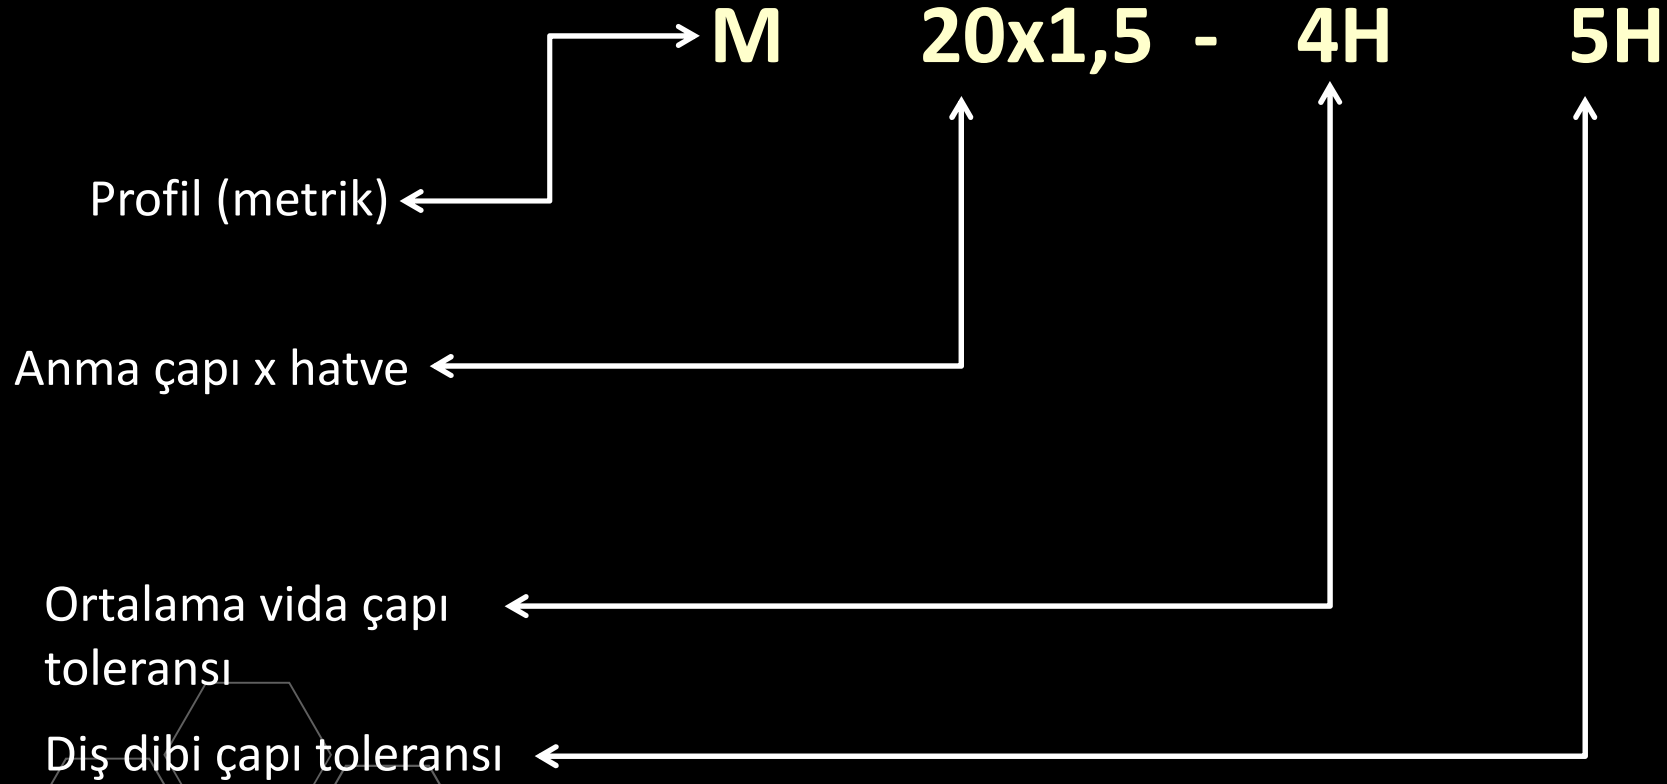 M 20x1,5 - 4H 5H
Profil (metrik)
Anma çapı x hatve
Ortalama vida çapı
toleransı
Diş dibi çapı toleransı